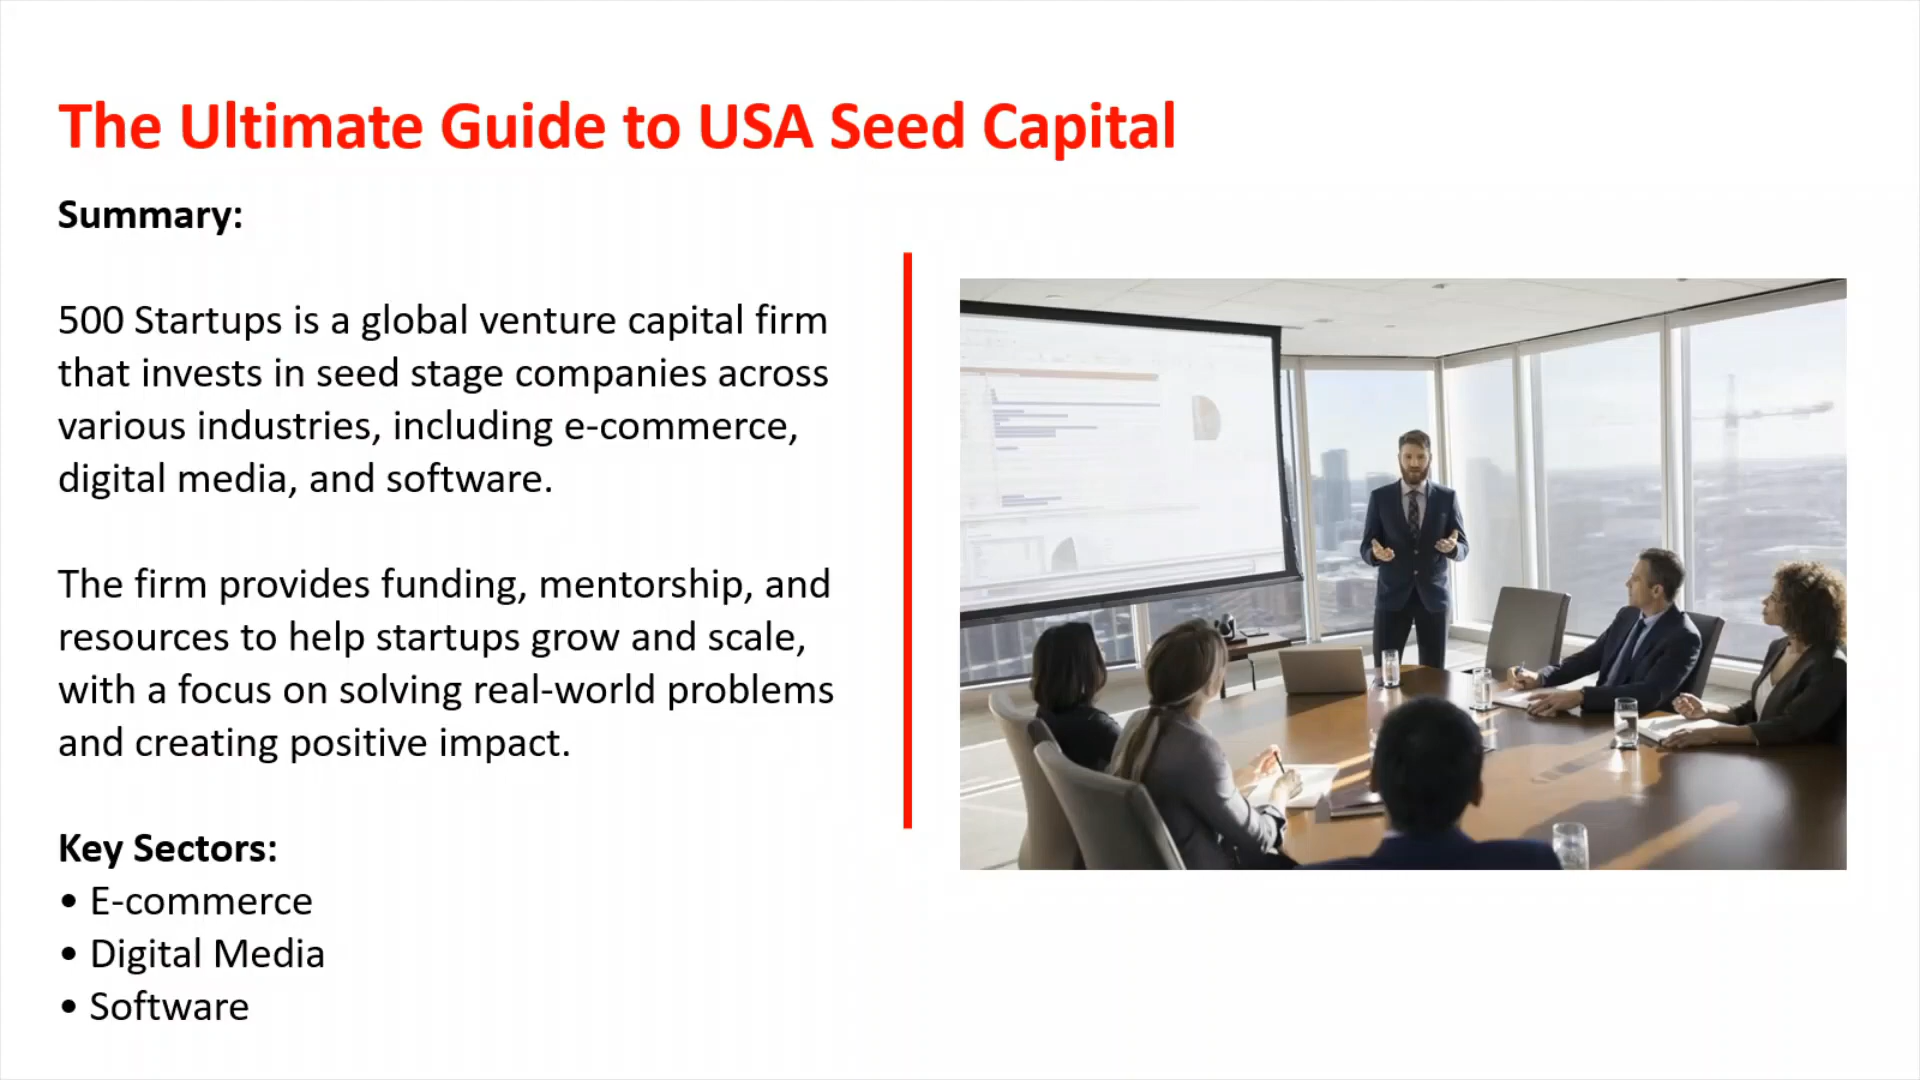 The Ultimate Guide to USA Seed Capital
Summary:
500 Startups is a global venture capital firm
that invests in seed stage companies across
various industries, including e-commerce,
digital media, and software.
The firm provides funding, mentorship, and
resources to help startups grow and scale,
with a focus on solving real-world problems
and creating positive impact.
Key Sectors:
• E-commerce
• Digital Media
• Software